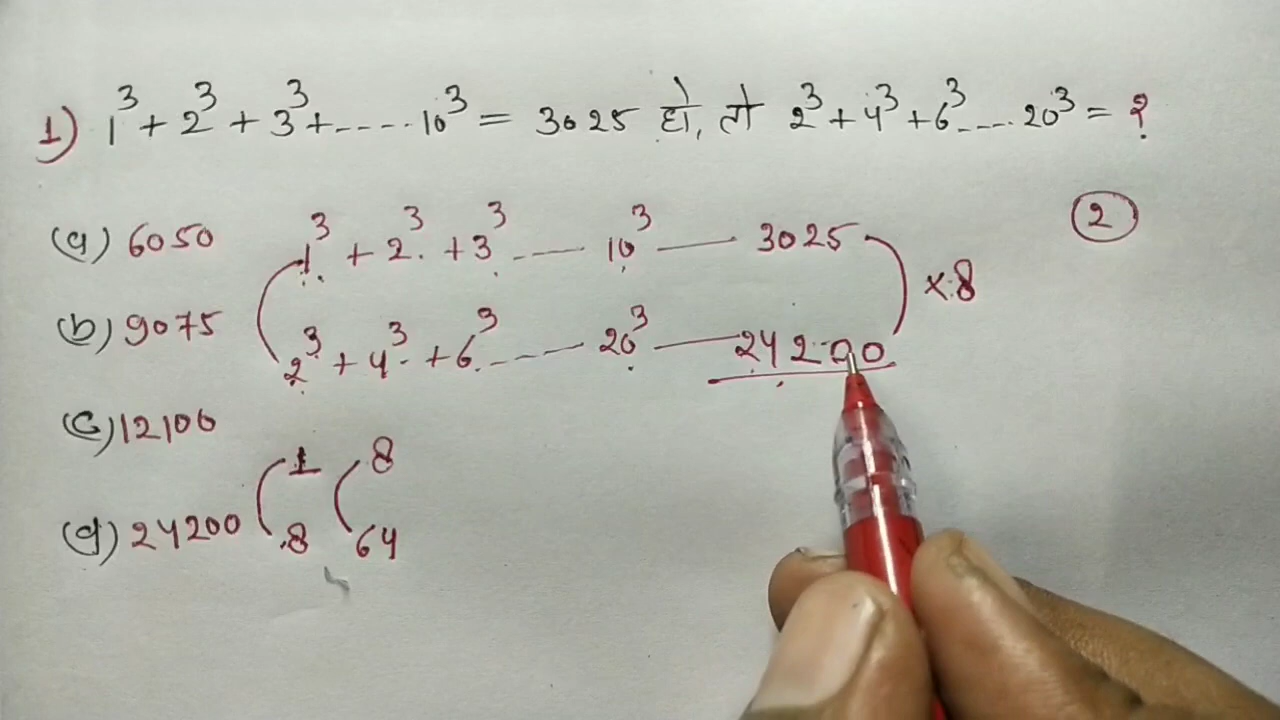 1) 1³ + 2³ + 3³ + ---- 10³ = 3025 हो, तो 2³ + 4³ + 6³ ---- 20³ = ?
2
(a) 6050
1³ + 2³ + 3³ ---- 10³ — 3025
×8
(b) 9075
2³ + 4³ + 6³ ---- 20³ — 24200
(c) 12100
1 8
(d) 24200
8 64